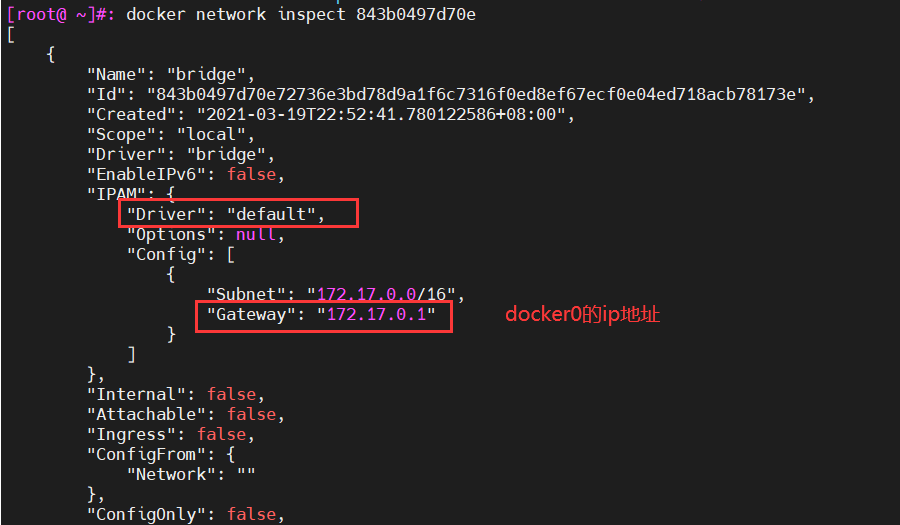 [root@ ~]#: docker network inspect 843b0497d70e
[
    {
        "Name": "bridge",
        "Id": "843b0497d70e72736e3bd78d9a1f6c7316f0ed8ef67ecf0e04ed718acb78173e",
        "Created": "2021-03-19T22:52:41.780122586+08:00",
        "Scope": "local",
        "Driver": "bridge",
        "EnableIPv6": false,
        "IPAM": {
            "Driver": "default",
            "Options": null,
            "Config": [
                {
                    "Subnet": "172.17.0.0/16",
                    "Gateway": "172.17.0.1" docker0的ip地址
                }
            ]
        },
        "Internal": false,
        "Attachable": false,
        "Ingress": false,
        "ConfigFrom": {
            "Network": ""
        },
        "ConfigOnly": false,